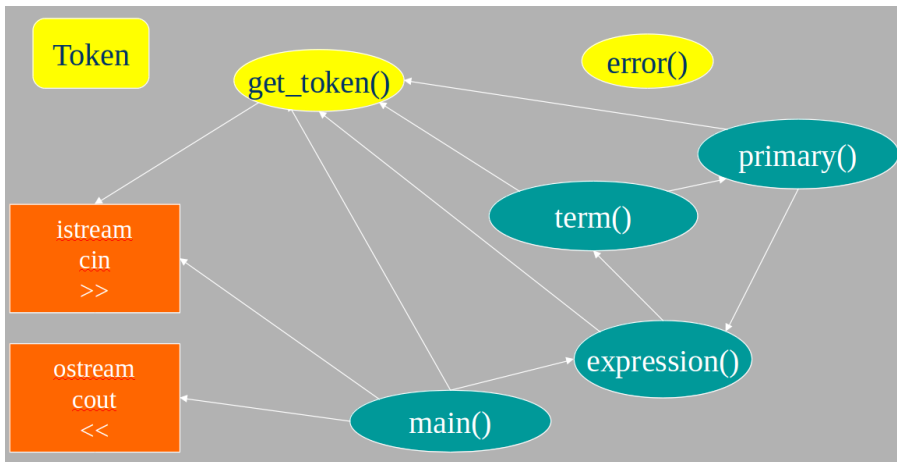 Token
get_token()
error()
primary()
term()
istream
cin
>>
expression()
ostream
cout
<<
main()